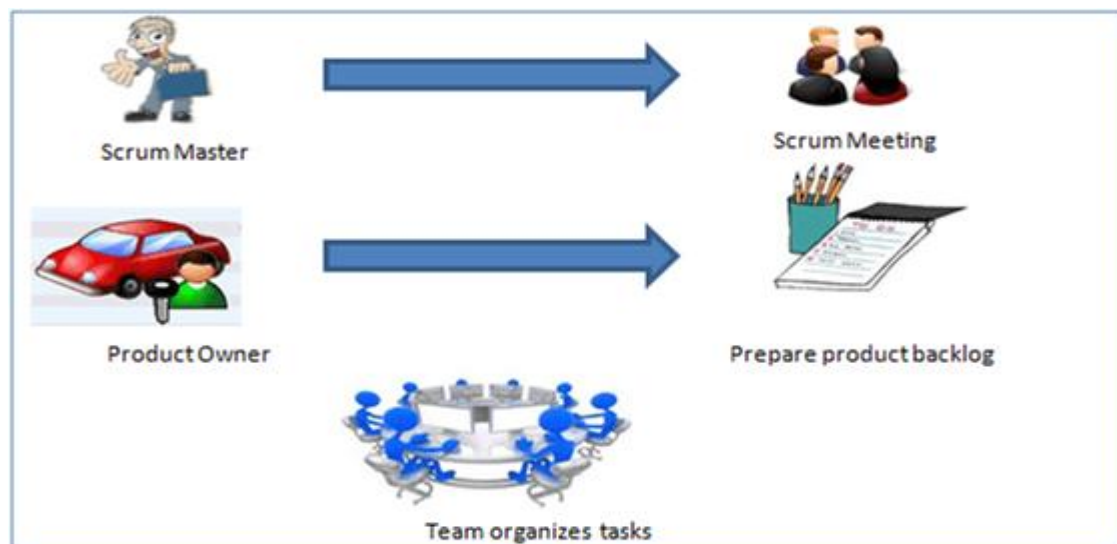 Scrum Master
Scrum Meeting
Product Owner
Prepare product backlog
Team organizes tasks